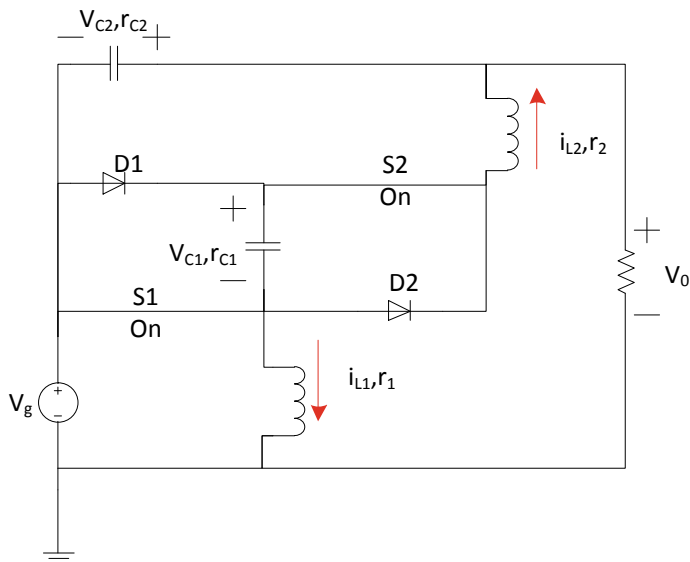 V_C2,r_C2
− +
D1
S2
On
i_L2,r_2
+
V_C1,r_C1
−
+
V_0
−
S1
On
D2
V_g
+
−
i_L1,r_1